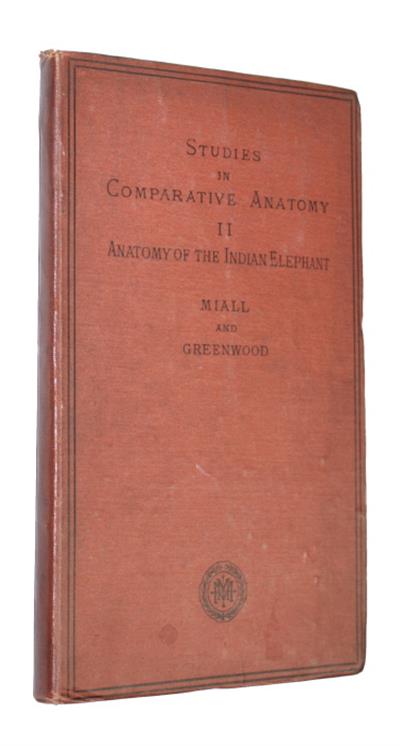 STUDIES
IN
COMPARATIVE ANATOMY
II
ANATOMY OF THE INDIAN ELEPHANT
MIALL
AND
GREENWOOD